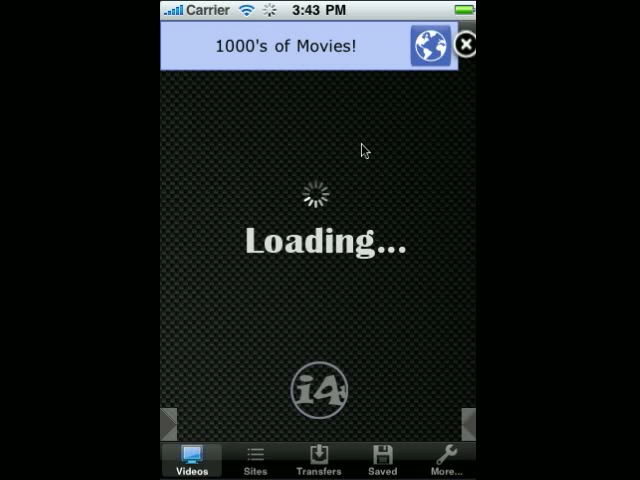 Carrier 3:43 PM
1000's of Movies!
Loading...
i4
Videos Sites Transfers Saved More...